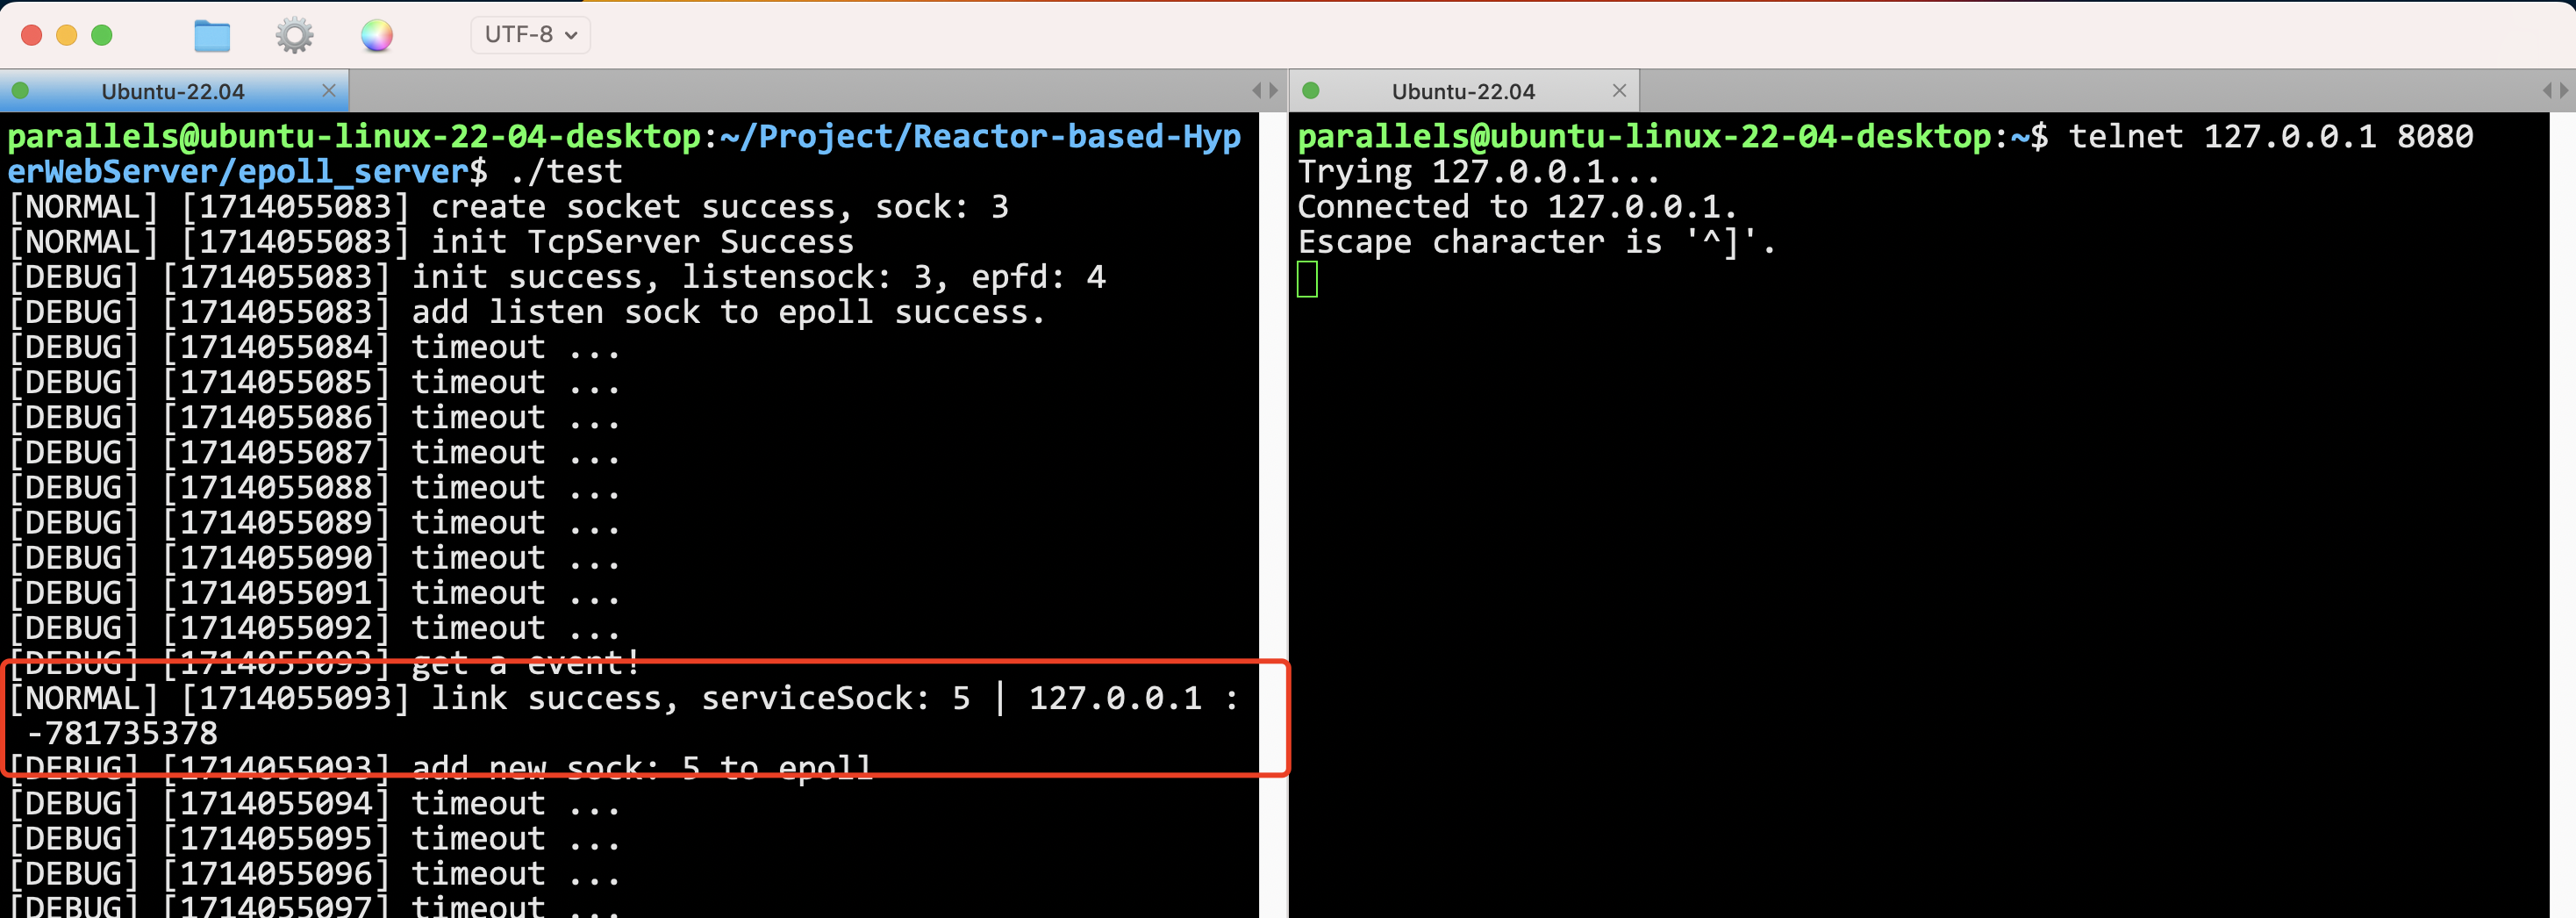 UTF-8
Ubuntu-22.04
parallels@ubuntu-linux-22-04-desktop:~/Project/Reactor-based-Hyp
erWebServer/epoll_server$ ./test
[NORMAL] [1714055083] create socket success, sock: 3
[NORMAL] [1714055083] init TcpServer Success
[DEBUG] [1714055083] init success, listensock: 3, epfd: 4
[DEBUG] [1714055083] add listen sock to epoll success.
[DEBUG] [1714055084] timeout ...
[DEBUG] [1714055085] timeout ...
[DEBUG] [1714055086] timeout ...
[DEBUG] [1714055087] timeout ...
[DEBUG] [1714055088] timeout ...
[DEBUG] [1714055089] timeout ...
[DEBUG] [1714055090] timeout ...
[DEBUG] [1714055091] timeout ...
[DEBUG] [1714055092] timeout ...
[DEBUG] [1714055093] get a event!
[NORMAL] [1714055093] link success, serviceSock: 5 | 127.0.0.1 :
-781735378
[DEBUG] [1714055093] add new sock: 5 to epoll
[DEBUG] [1714055094] timeout ...
[DEBUG] [1714055095] timeout ...
[DEBUG] [1714055096] timeout ...
[DEBUG] [1714055097] timeout ...
Ubuntu-22.04
parallels@ubuntu-linux-22-04-desktop:~$ telnet 127.0.0.1 8080
Trying 127.0.0.1...
Connected to 127.0.0.1.
Escape character is '^]'.